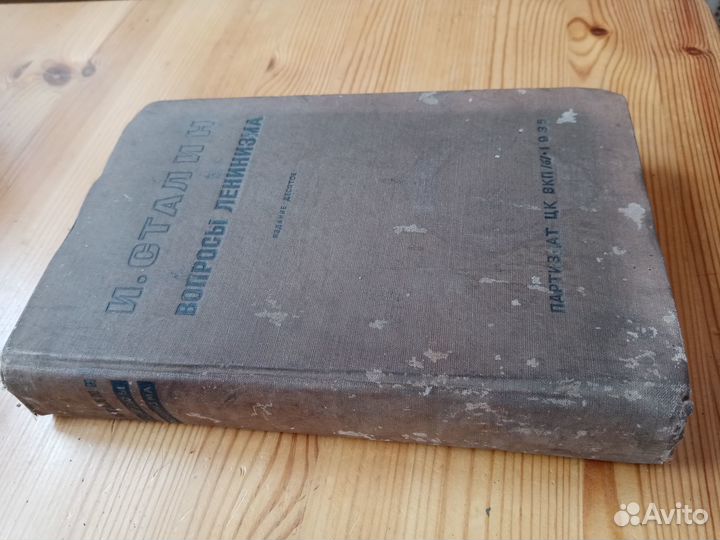 И. СТАЛИН
ВОПРОСЫ ЛЕНИНИЗМА
ИЗДАНИЕ ДЕСЯТОЕ
ПАРТИЗДАТ ЦК ВКП/б/•1935
Avito